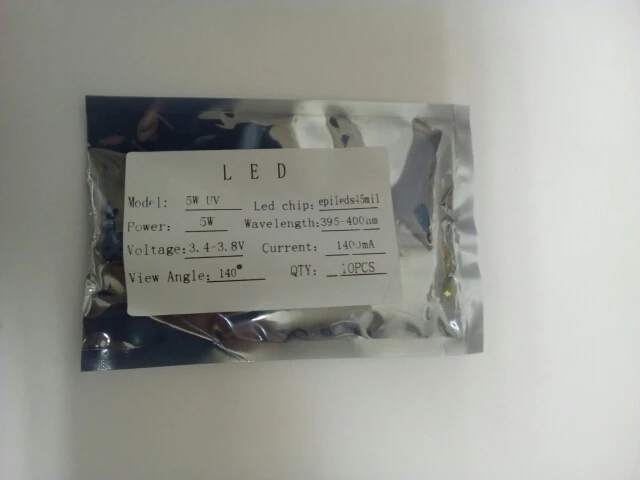 LED
Model: 5W UV Led chip: epileds45mil
Power: 5W Wavelength: 395-400nm
Voltage: 3.4-3.8V Current: 1400mA
View Angle: 140° QTY: 10PCS